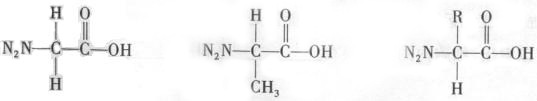 H O H O R O
N₂N–C–C–OH N₂N–C–C–OH N₂N–C–C–OH
H CH₃ H